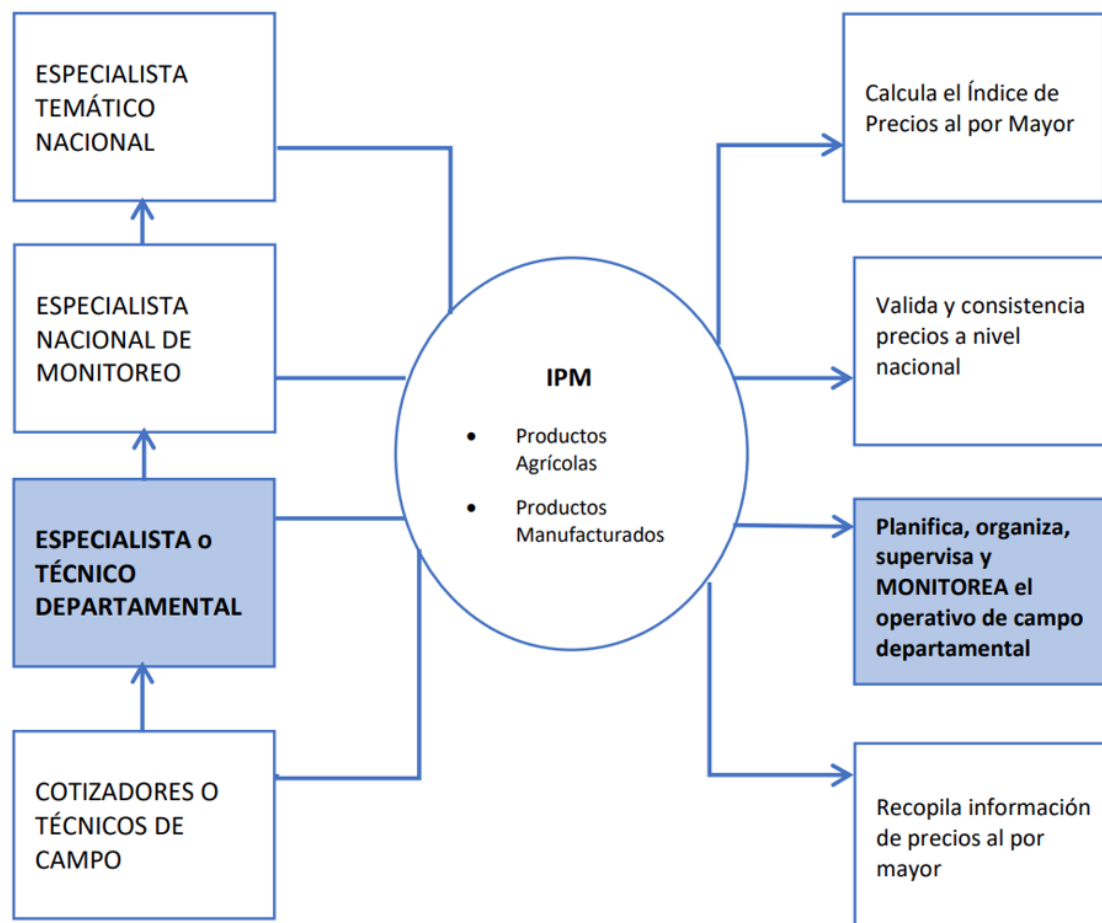 ESPECIALISTA
TEMÁTICO
NACIONAL
Calcula el Índice de
Precios al por Mayor
ESPECIALISTA
NACIONAL DE
MONITOREO
Valida y consistencia
precios a nivel
nacional
IPM
• Productos
Agrícolas
• Productos
Manufacturados
ESPECIALISTA o
TÉCNICO
DEPARTAMENTAL
Planifica, organiza,
supervisa y
MONITOREA el
operativo de campo
departamental
COTIZADORES O
TÉCNICOS DE
CAMPO
Recopila información
de precios al por
mayor